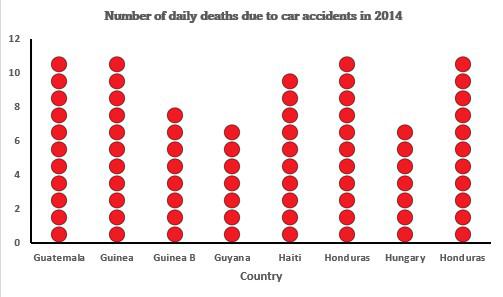 Number of daily deaths due to car accidents in 2014
12
10
8
6
4
2
0
Guatemala Guinea Guinea B Guyana Haiti Honduras Hungary Honduras
Country